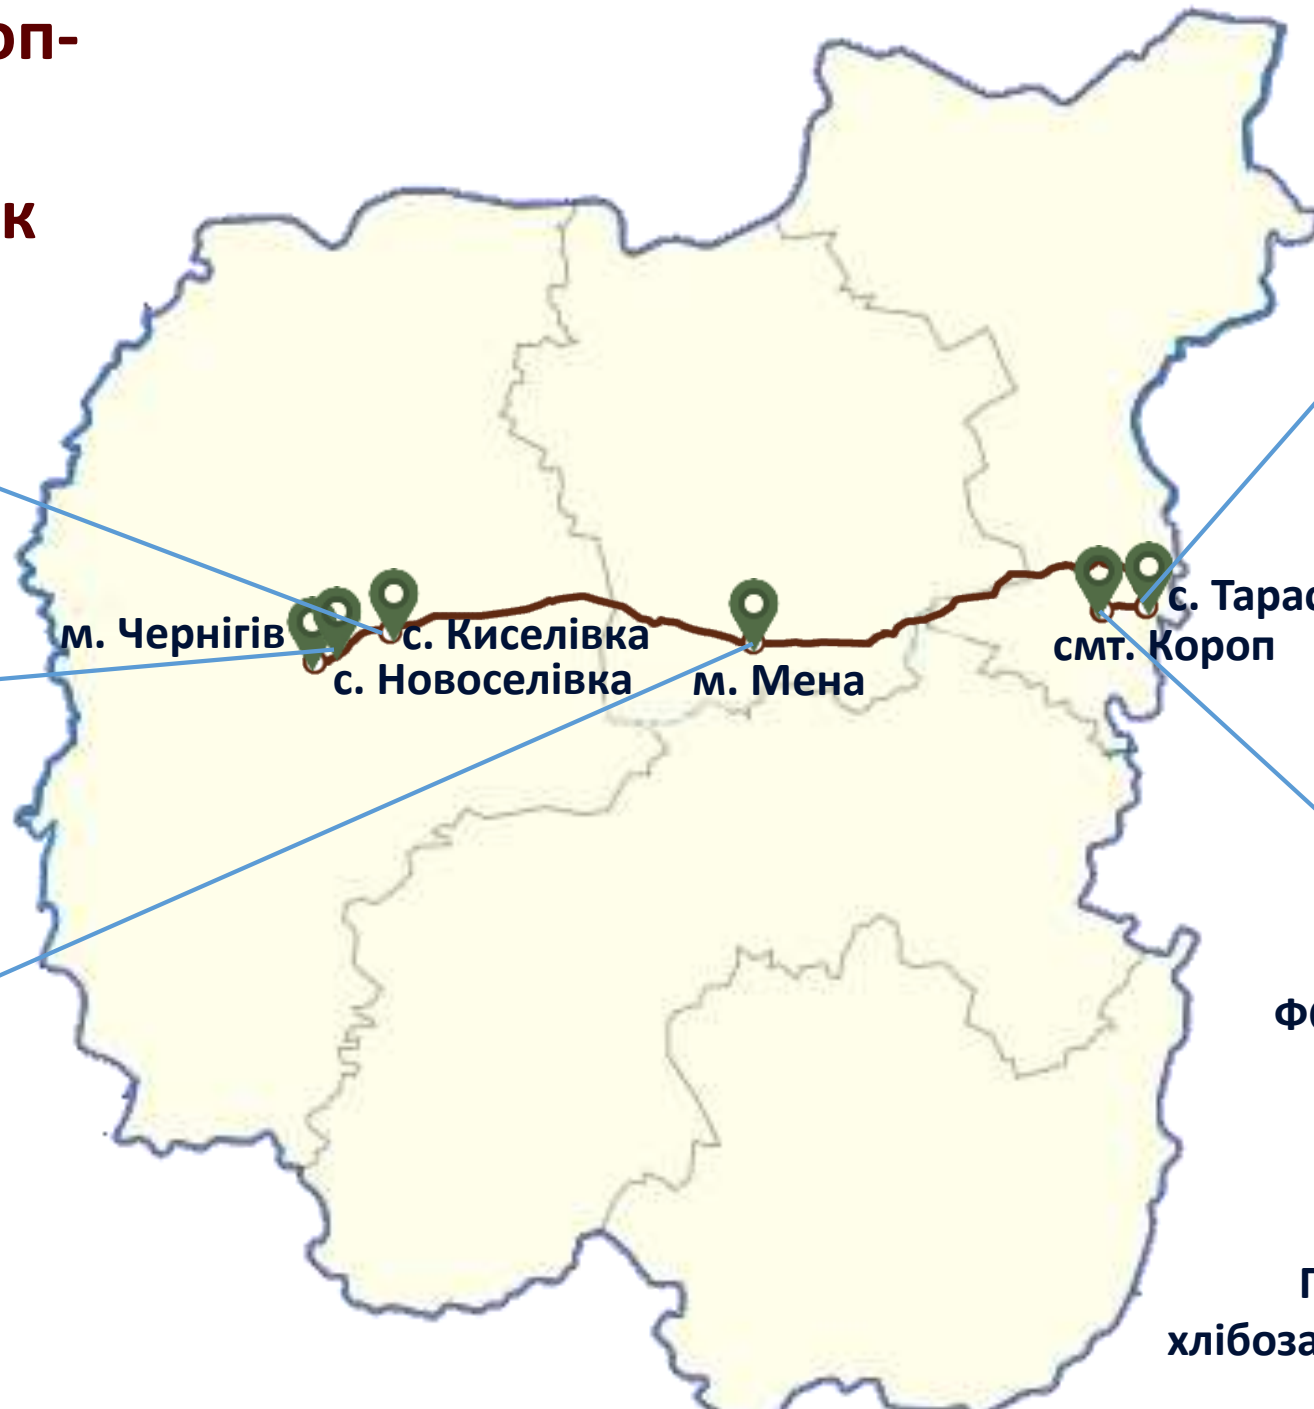 оп-
к
м. Чернігів
с. Киселівка
с. Новоселівка
м. Мена
с. Тарас
смт. Короп
хлібоза